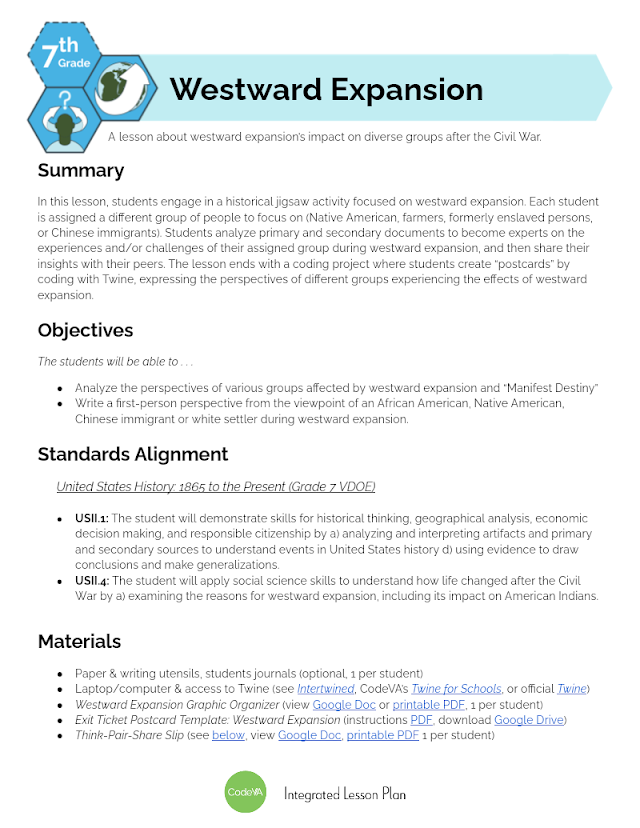 7th
Grade
Westward Expansion
A lesson about westward expansion's impact on diverse groups after the Civil War.
Summary
In this lesson, students engage in a historical jigsaw activity focused on westward expansion. Each student
is assigned a different group of people to focus on (Native American, farmers, formerly enslaved persons,
or Chinese immigrants). Students analyze primary and secondary documents to become experts on the
experiences and/or challenges of their assigned group during westward expansion, and then share their
insights with their peers. The lesson ends with a coding project where students create “postcards” by
coding with Twine, expressing the perspectives of different groups experiencing the effects of westward
expansion.
Objectives
The students will be able to . . .
● Analyze the perspectives of various groups affected by westward expansion and “Manifest Destiny”
● Write a first-person perspective from the viewpoint of an African American, Native American,
Chinese immigrant or white settler during westward expansion.
Standards Alignment
United States History: 1865 to the Present (Grade 7 VDOE)
● USII.1: The student will demonstrate skills for historical thinking, geographical analysis, economic
decision making, and responsible citizenship by a) analyzing and interpreting artifacts and primary
and secondary sources to understand events in United States history d) using evidence to draw
conclusions and make generalizations.
● USII.4: The student will apply social science skills to understand how life changed after the Civil
War by a) examining the reasons for westward expansion, including its impact on American Indians.
Materials
● Paper & writing utensils, students journals (optional, 1 per student)
● Laptop/computer & access to Twine (see Intertwined, CodeVA's Twine for Schools, or official Twine)
● Westward Expansion Graphic Organizer (view Google Doc or printable PDF, 1 per student)
● Exit Ticket Postcard Template: Westward Expansion (instructions PDF, download Google Drive)
● Think-Pair-Share Slip (see below, view Google Doc, printable PDF 1 per student)
CodeVA
Integrated Lesson Plan